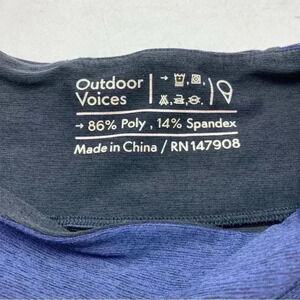 Outdoor
Voices
→ 86% Poly, 14% Spandex
Made in China / RN147908